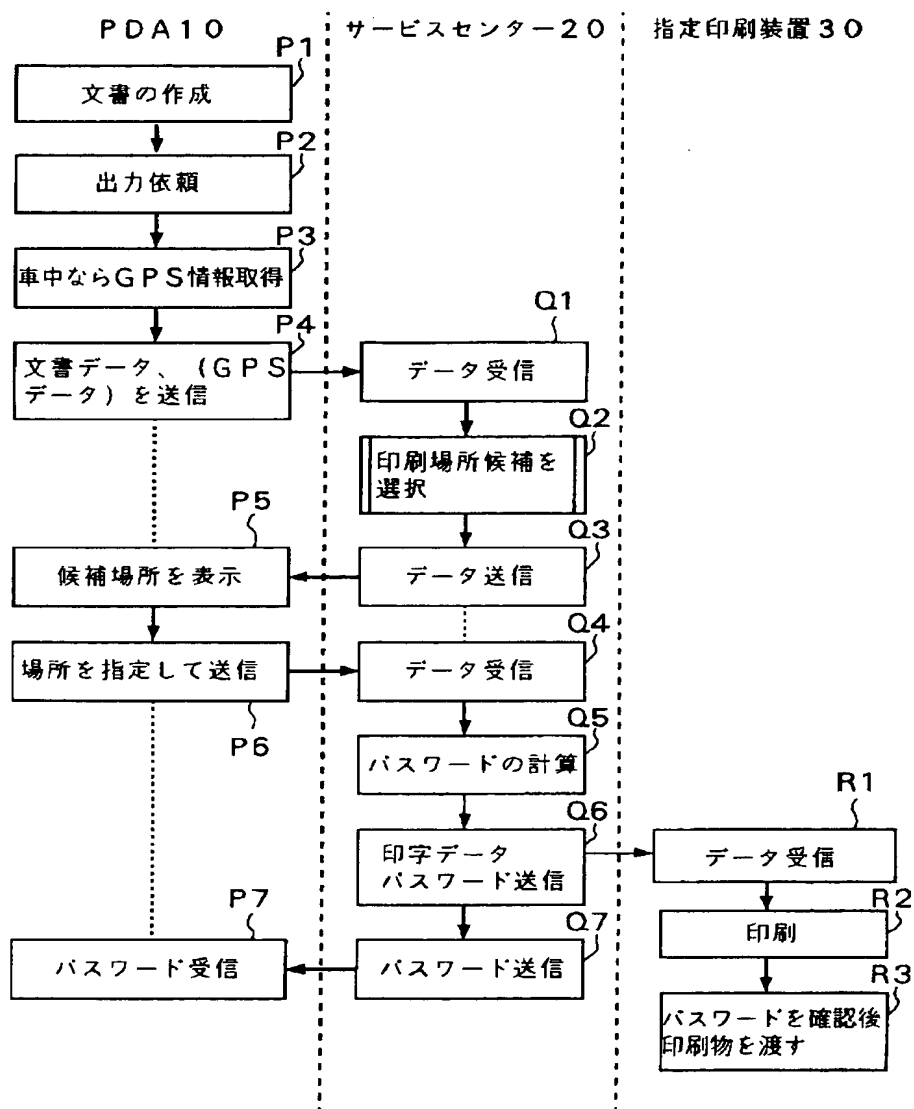 PDA10
サービスセンター20
指定印刷装置30
P1
文書の作成
P2
出力依頼
P3
車中ならGPS情報取得
P4
文書データ、(GPS
データ)を送信
Q1
データ受信
Q2
印刷場所候補を
選択
P5
候補場所を表示
Q3
データ送信
場所を指定して送信
P6
Q4
データ受信
Q5
パスワードの計算
Q6
印字データ
パスワード送信
R1
データ受信
R2
印刷
P7
パスワード受信
Q7
パスワード送信
R3
パスワードを確認後
印刷物を渡す